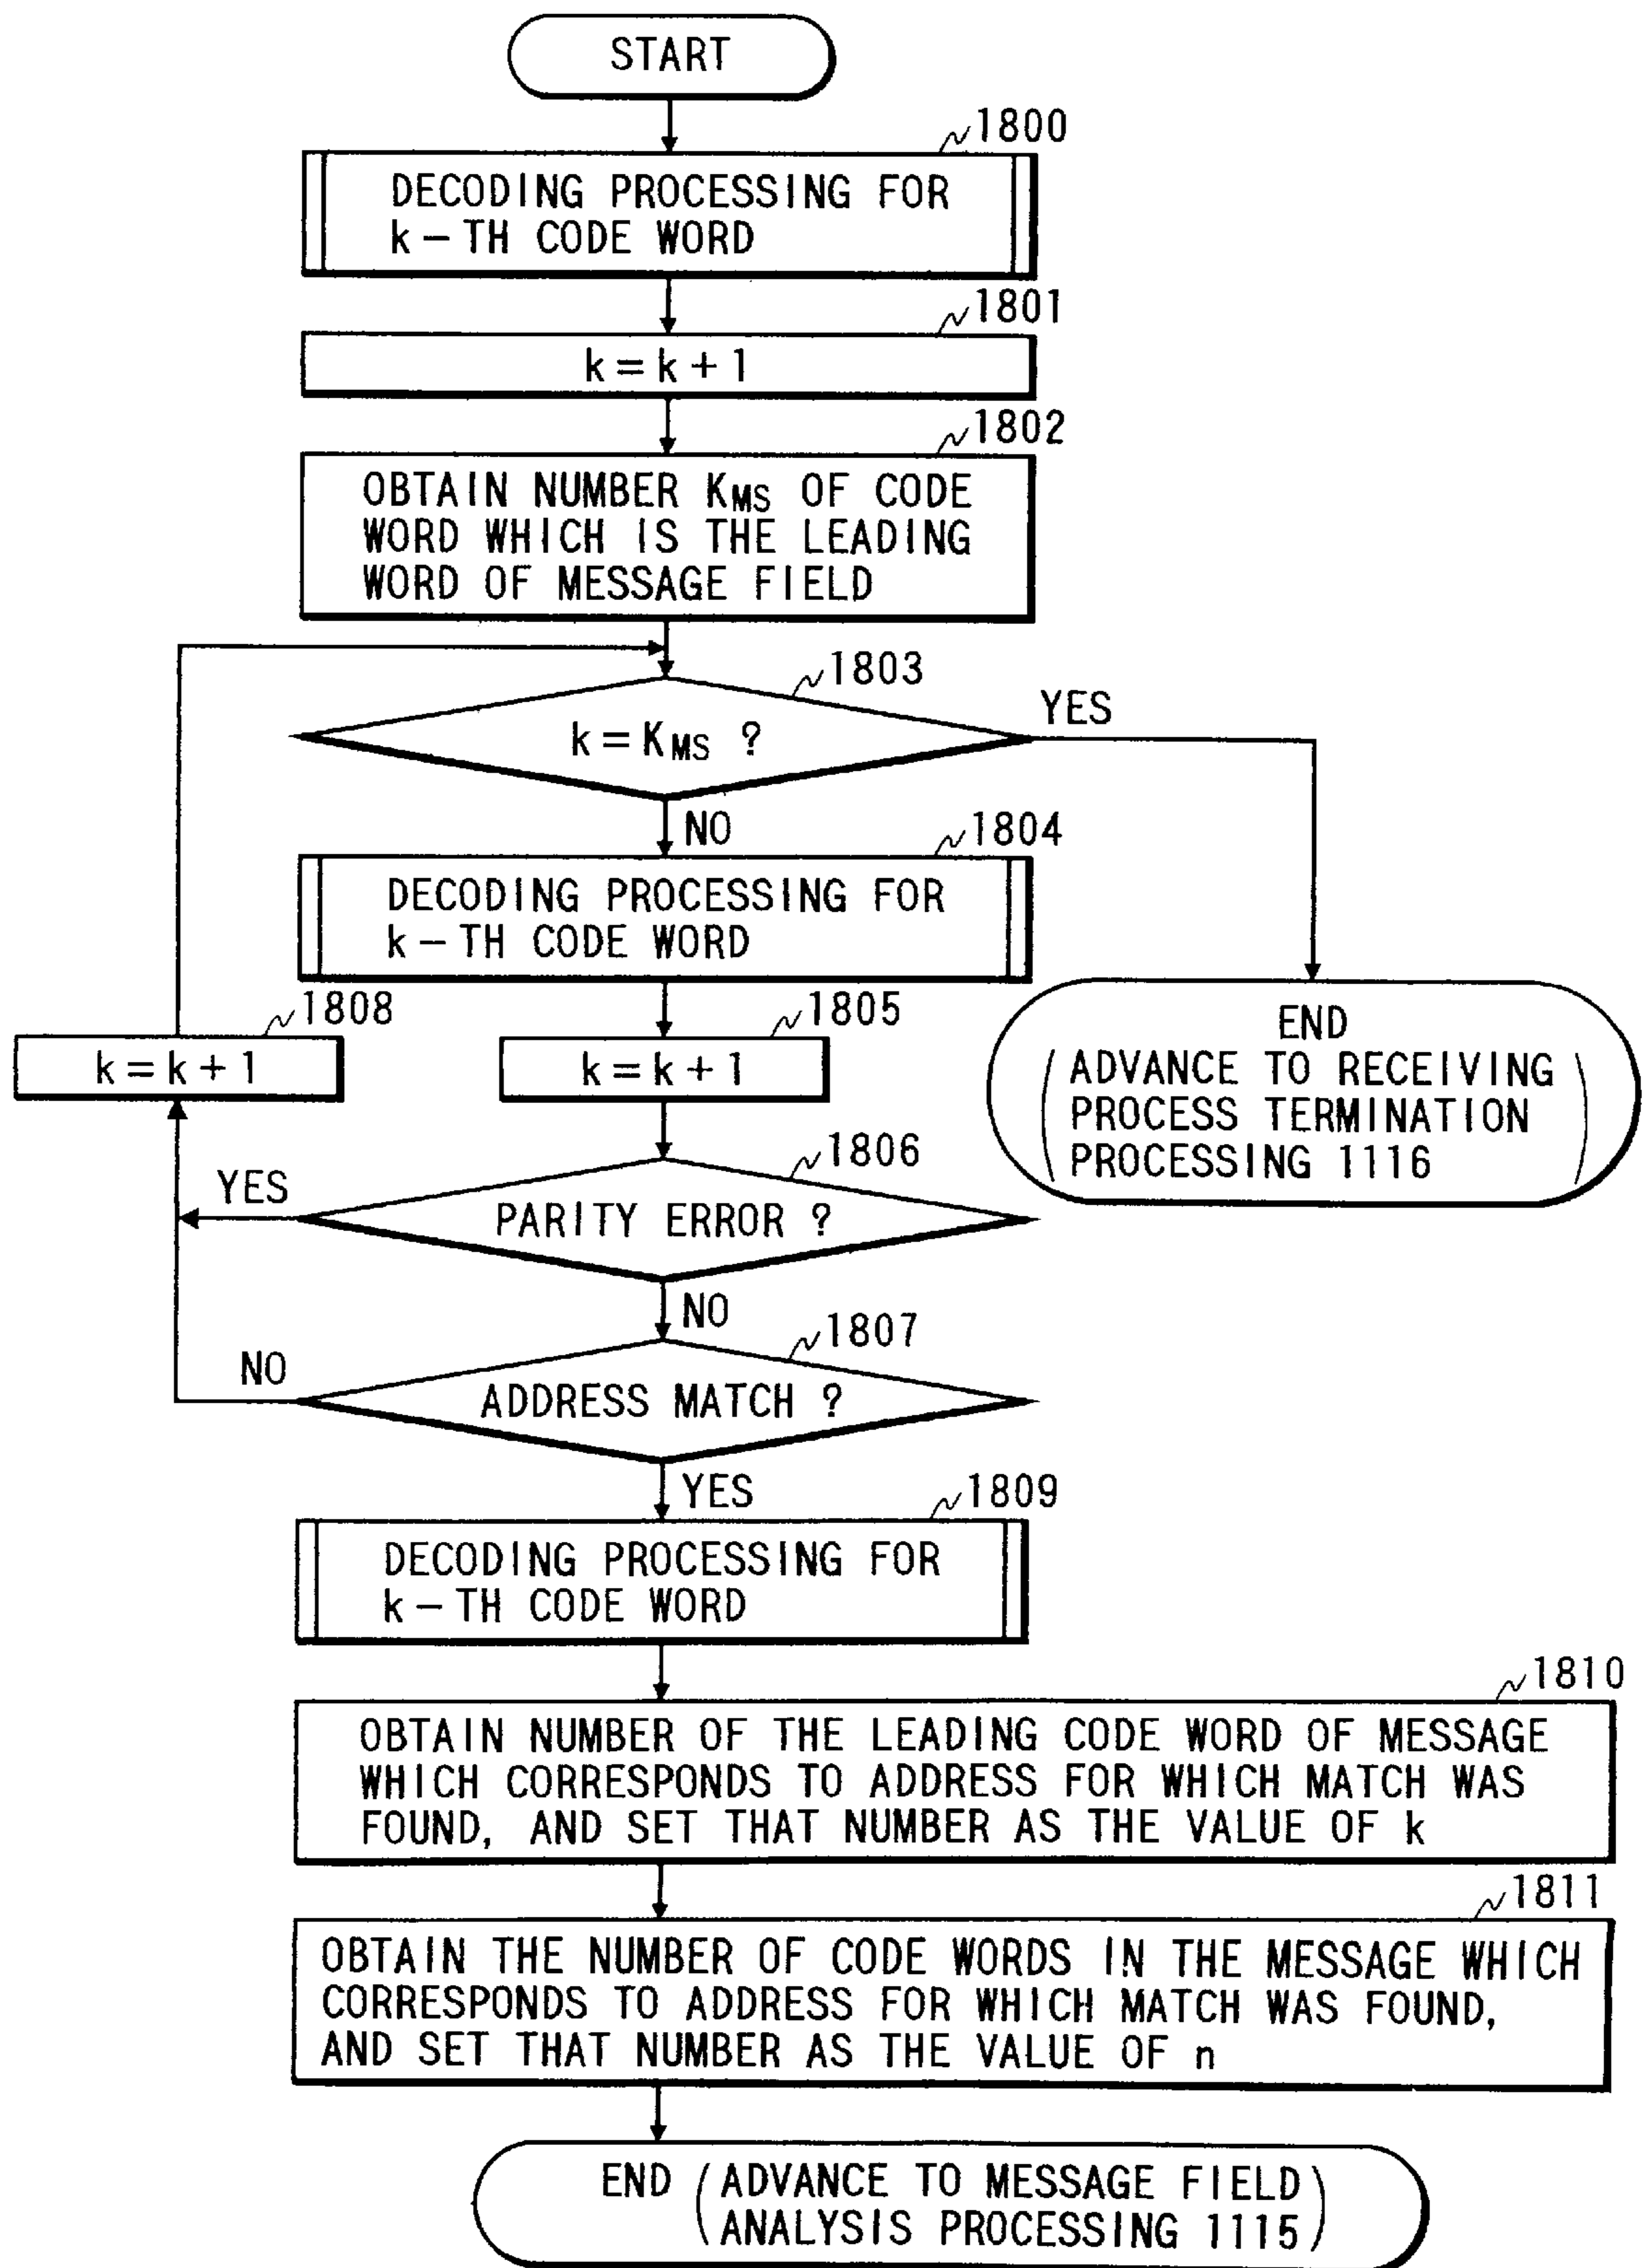 START
1800
DECODING PROCESSING FOR
k-TH CODE WORD
1801
k=k+1
1802
OBTAIN NUMBER KMS OF CODE
WORD WHICH IS THE LEADING
WORD OF MESSAGE FIELD
1803
k=KMS ?
YES
NO
1804
DECODING PROCESSING FOR
k-TH CODE WORD
1808
k=k+1
1805
k=k+1
END
(ADVANCE TO RECEIVING
PROCESS TERMINATION
PROCESSING 1116)
1806
YES
PARITY ERROR ?
NO
1807
NO
ADDRESS MATCH ?
YES
1809
DECODING PROCESSING FOR
k-TH CODE WORD
1810
OBTAIN NUMBER OF THE LEADING CODE WORD OF MESSAGE
WHICH CORRESPONDS TO ADDRESS FOR WHICH MATCH WAS
FOUND, AND SET THAT NUMBER AS THE VALUE OF k
1811
OBTAIN THE NUMBER OF CODE WORDS IN THE MESSAGE WHICH
CORRESPONDS TO ADDRESS FOR WHICH MATCH WAS FOUND,
AND SET THAT NUMBER AS THE VALUE OF n
END (ADVANCE TO MESSAGE FIELD
ANALYSIS PROCESSING 1115)